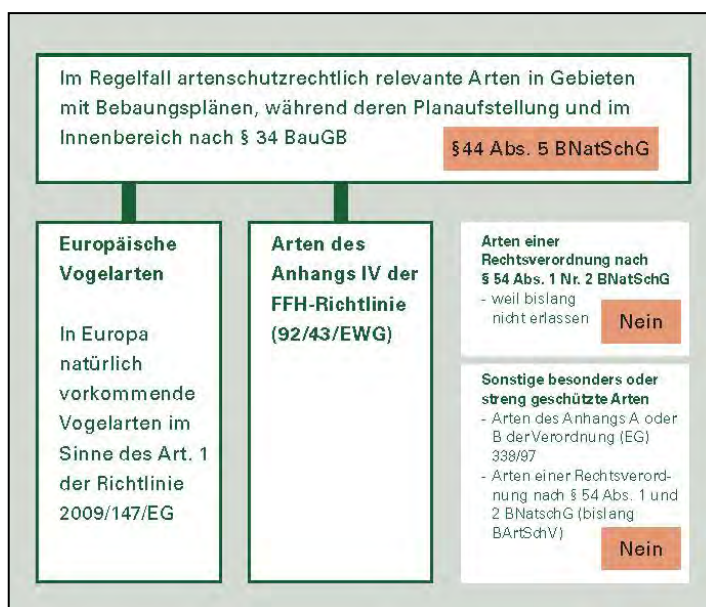 Im Regelfall artenschutzrechtlich relevante Arten in Gebieten
mit Bebaungsplänen, während deren Planaufstellung und im
Innenbereich nach § 34 BauGB
§44 Abs. 5 BNatSchG
Europäische
Vogelarten
In Europa
natürlich
vorkommende
Vogelarten im
Sinne des Art. 1
der Richtlinie
2009/147/EG
Arten des
Anhangs IV der
FFH-Richtlinie
(92/43/EWG)
Arten einer
Rechtsverordnung nach
§ 54 Abs. 1 Nr. 2 BNatSchG
- weil bislang
nicht erlassen
Nein
Sonstige besonders oder
streng geschützte Arten
- Arten des Anhangs A oder
B der Verordnung (EG)
338/97
- Arten einer Rechtsverord-
nung nach § 54 Abs. 1 und
2 BNatschG (bislang
BArtSchV)
Nein